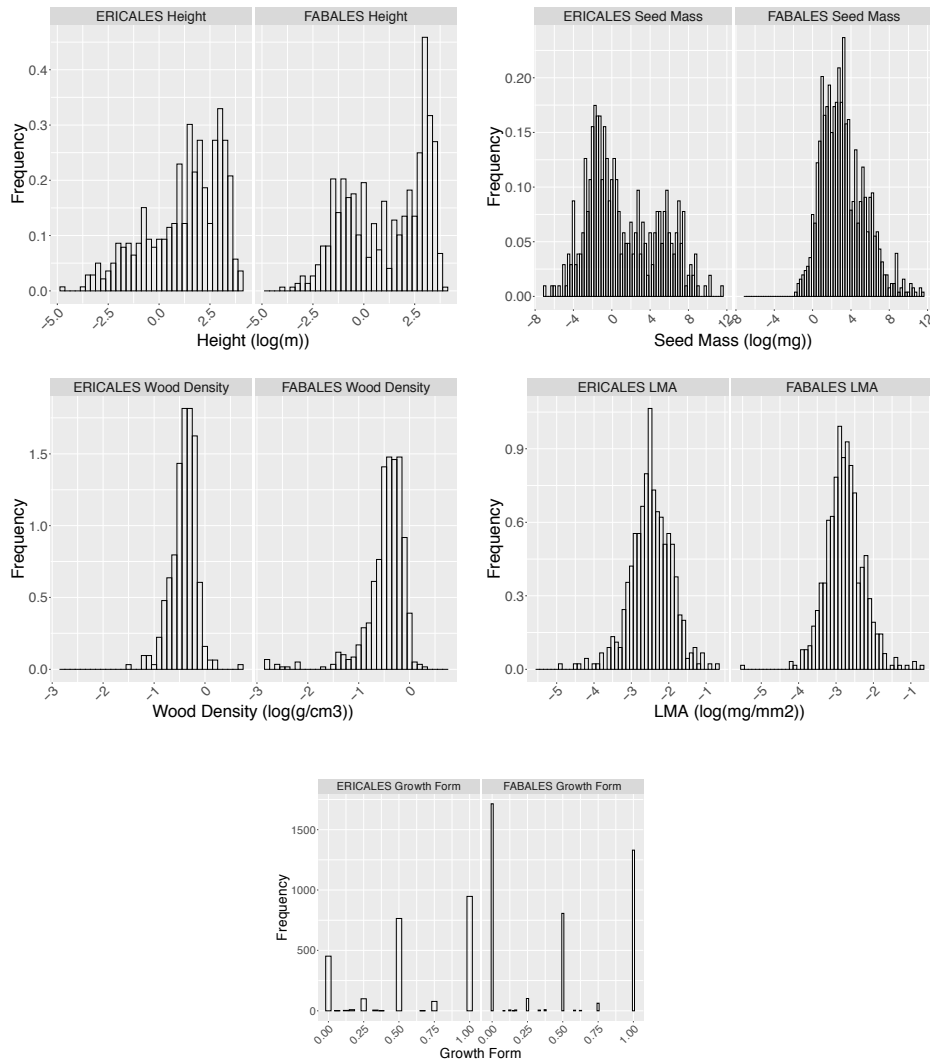 ERICALES Height FABALES Height
0.4
0.3
0.2
0.1
0.0
Frequency
−5.0 −2.5 0.0 2.5 −5.0 −2.5 0.0 2.5
Height (log(m))
ERICALES Seed Mass FABALES Seed Mass
0.20
0.15
0.10
0.05
0.00
Frequency
−8 −4 0 4 8 12 −8 −4 0 4 8 12
Seed Mass (log(mg))
ERICALES Wood Density FABALES Wood Density
1.5
1.0
0.5
0.0
Frequency
−3 −2 −1 0 −3 −2 −1 0
Wood Density (log(g/cm3))
ERICALES LMA FABALES LMA
0.9
0.6
0.3
0.0
Frequency
−5 −4 −3 −2 −1 −5 −4 −3 −2 −1
LMA (log(mg/mm2))
ERICALES Growth Form FABALES Growth Form
1500
1000
500
0
Frequency
0.00 0.25 0.50 0.75 1.00 0.00 0.25 0.50 0.75 1.00
Growth Form